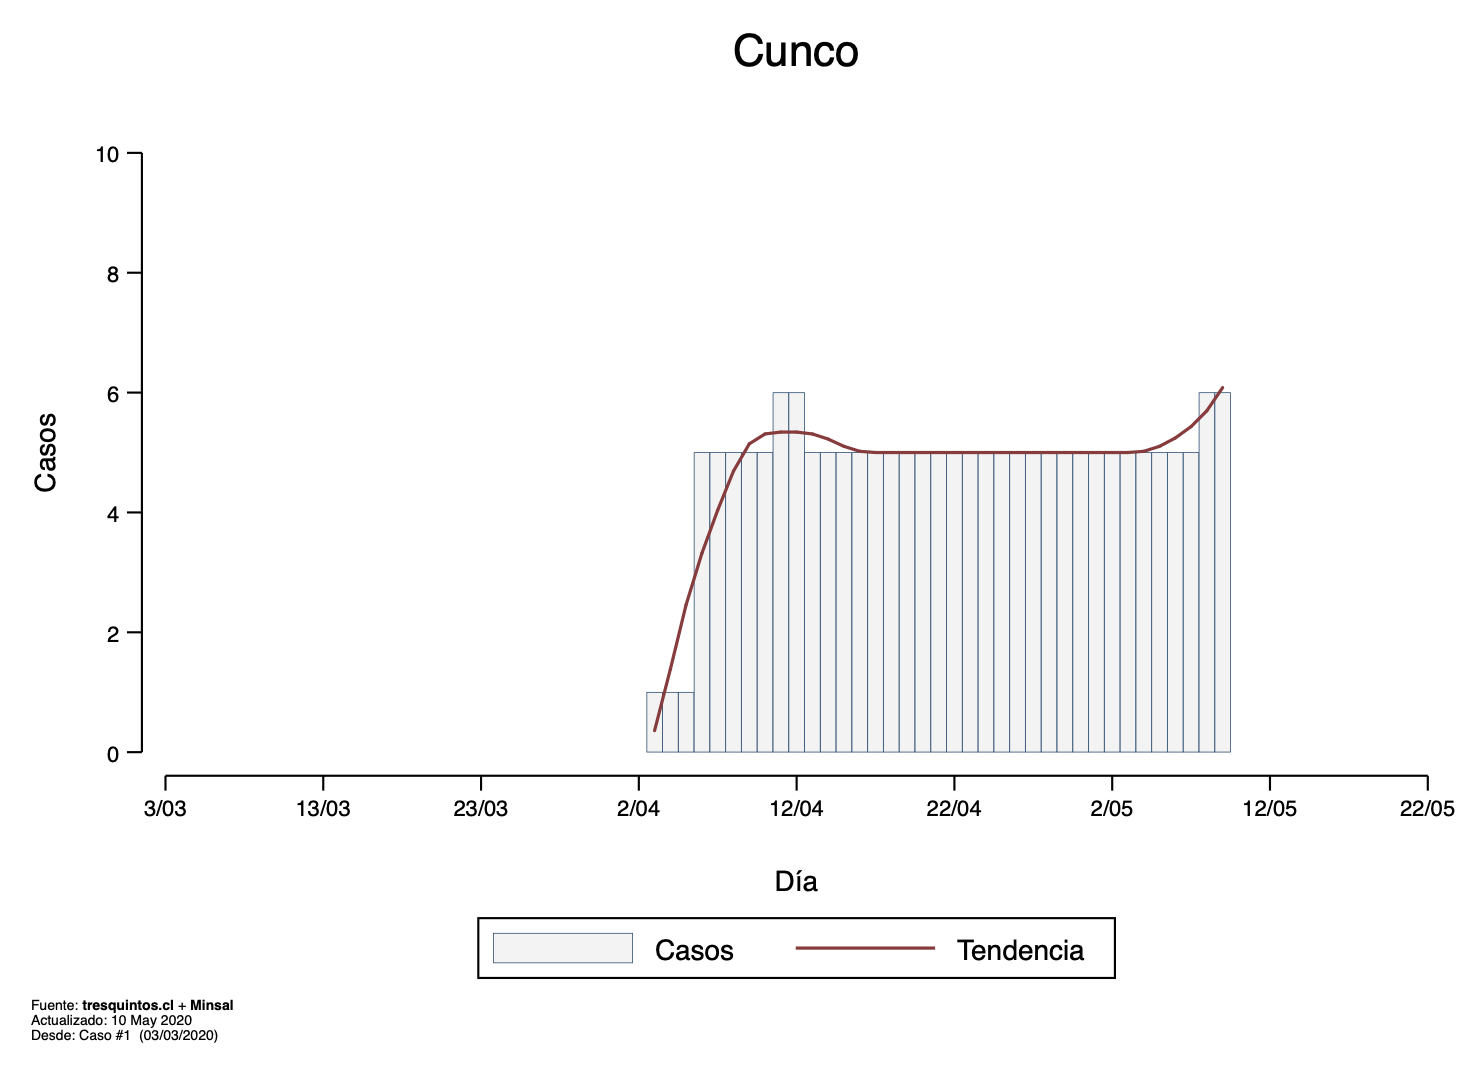 Cunco
10
8
6
4
2
0
Casos
3/03 13/03 23/03 2/04 12/04 22/04 2/05 12/05 22/05
Día
Casos Tendencia
Fuente: tresquintos.cl + Minsal
Actualizado: 10 May 2020
Desde: Caso #1 (03/03/2020)